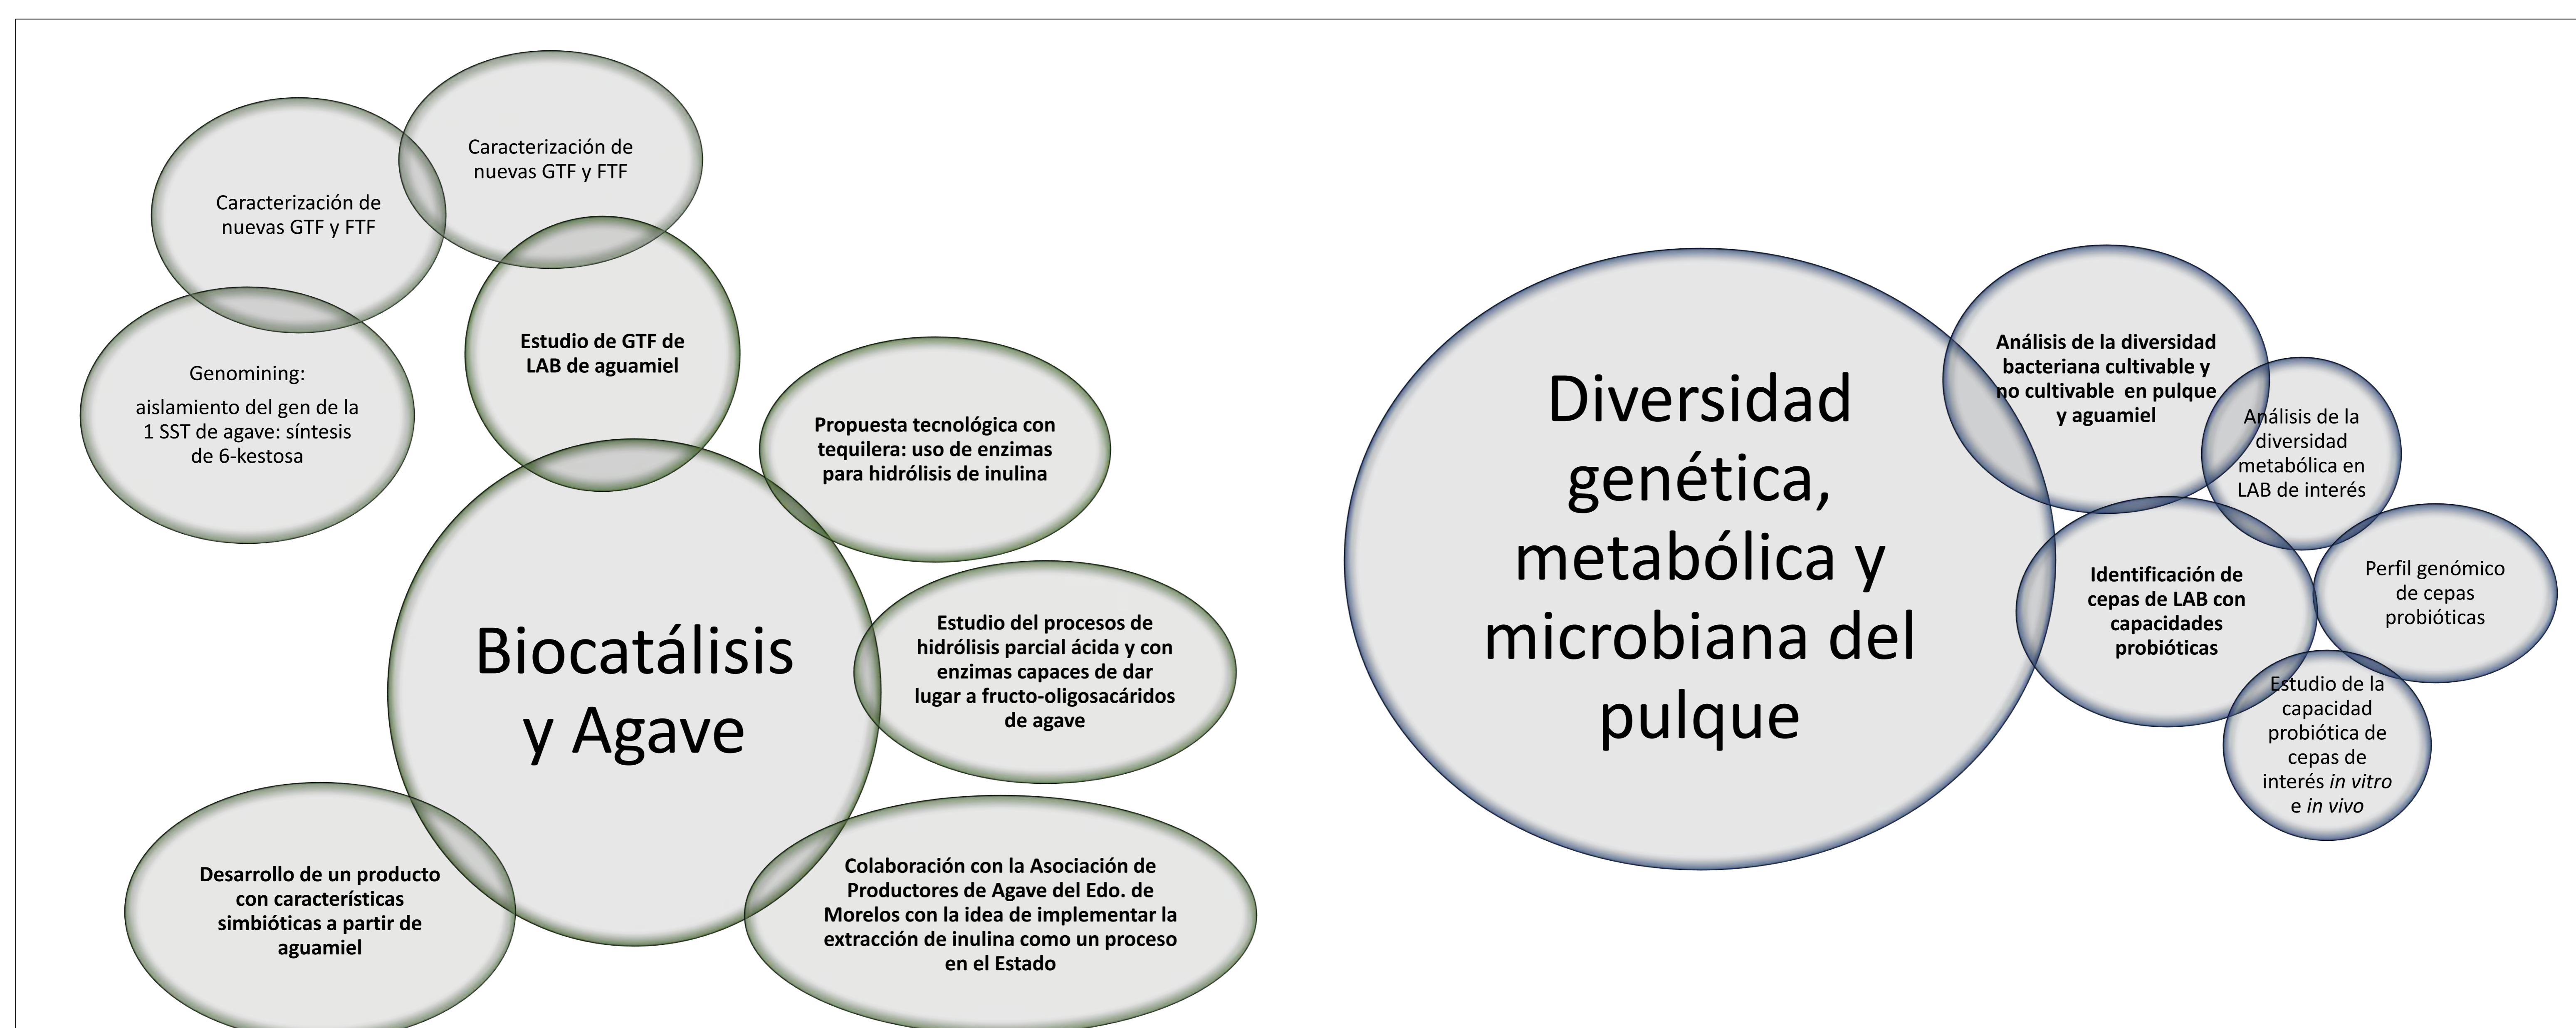 Caracterización de
nuevas GTF y FTF
Caracterización de
nuevas GTF y FTF
Genomining:
aislamiento del gen de la
1 SST de agave: síntesis
de 6-kestosa
Estudio de GTF de
LAB de aguamiel
Propuesta tecnológica con
tequilera: uso de enzimas
para hidrólisis de inulina
Estudio del procesos de
hidrólisis parcial ácida y con
enzimas capaces de dar
lugar a fructo-oligosacáridos
de agave
Biocatálisis
y Agave
Desarrollo de un producto
con características
simbióticas a partir de
aguamiel
Colaboración con la Asociación de
Productores de Agave del Edo. de
Morelos con la idea de implementar la
extracción de inulina como un proceso
en el Estado
Diversidad
genética,
metabólica y
microbiana del
pulque
Análisis de la diversidad
bacteriana cultivable y
no cultivable en pulque
y aguamiel
Análisis de la
diversidad
metabólica en
LAB de interés
Identificación de
cepas de LAB con
capacidades
probióticas
Perfil genómico
de cepas
probióticas
Estudio de la
capacidad
probiótica de
cepas de
interés in vitro
e in vivo